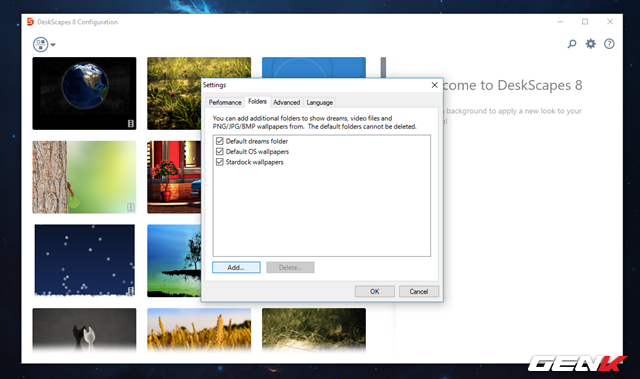 DeskScapes 8 Configuration
come to DeskScapes 8
background to apply a new look to your
Settings
Performance Folders Advanced Language
You can add additional folders to show dreams, video files and
PNG/JPG/BMP wallpapers from. The default folders cannot be deleted.
Default dreams folder
Default OS wallpapers
Stardock wallpapers
Add... Delete...
OK Cancel
GENK